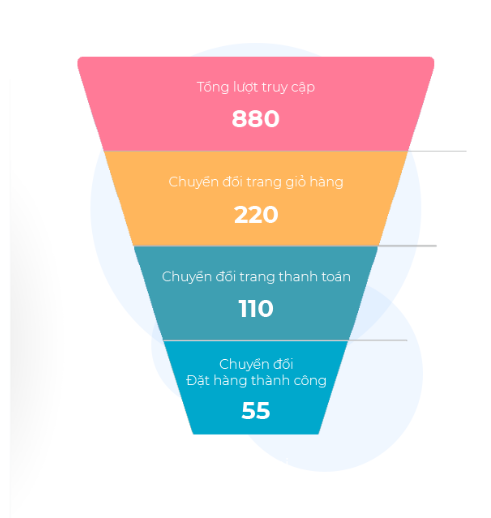 Tổng lượt truy cập
880
Chuyển đổi trang giỏ hàng
220
Chuyển đổi trang thanh toán
110
Chuyển đổi
Đặt hàng thành công
55